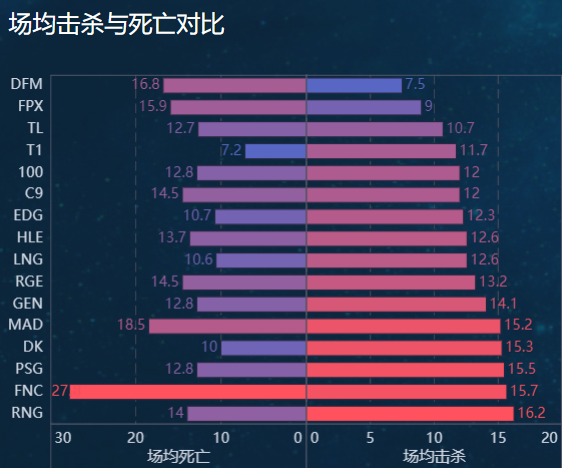 场均击杀与死亡对比
DFM 16.8 7.5
FPX 15.9 9
TL 12.7 10.7
T1 7.2 11.7
100 12.8 12
C9 14.5 12
EDG 10.7 12.3
HLE 13.7 12.6
LNG 10.6 12.6
RGE 14.5 13.2
GEN 12.8 14.1
MAD 18.5 15.2
DK 10 15.3
PSG 12.8 15.5
FNC 27 15.7
RNG 14 16.2
30 20 10 0 0 5 10 15 20
场均死亡 场均击杀